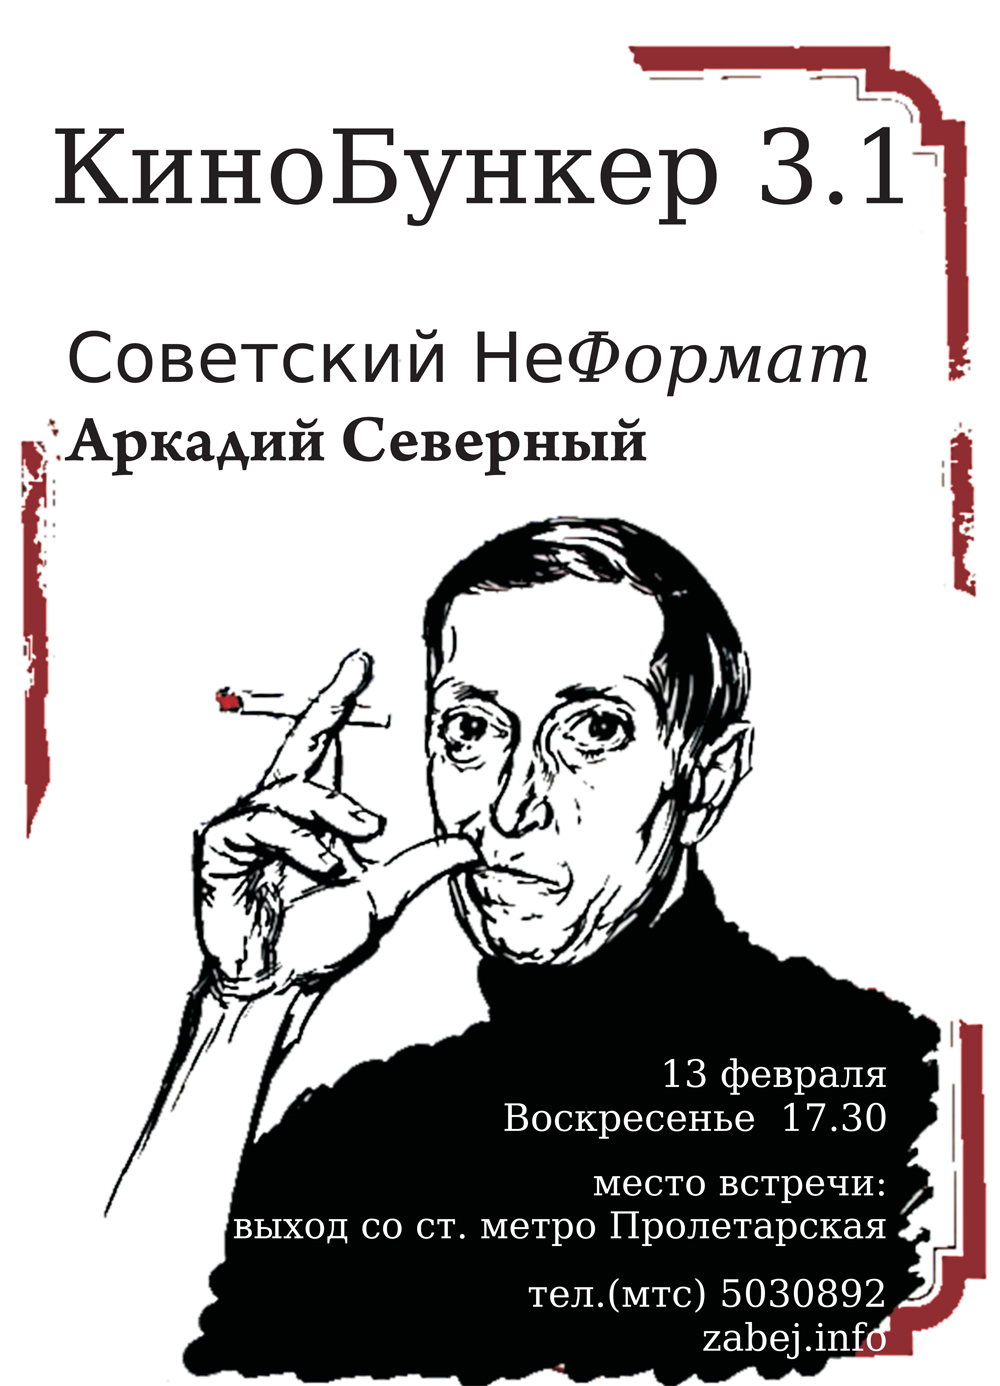 КиноБункер 3.1
Советский НеФормат
Аркадий Северный
13 февраля
Воскресенье 17.30
место встречи:
выход со ст. метро Пролетарская
тел.(мтс) 5030892
zabej.info